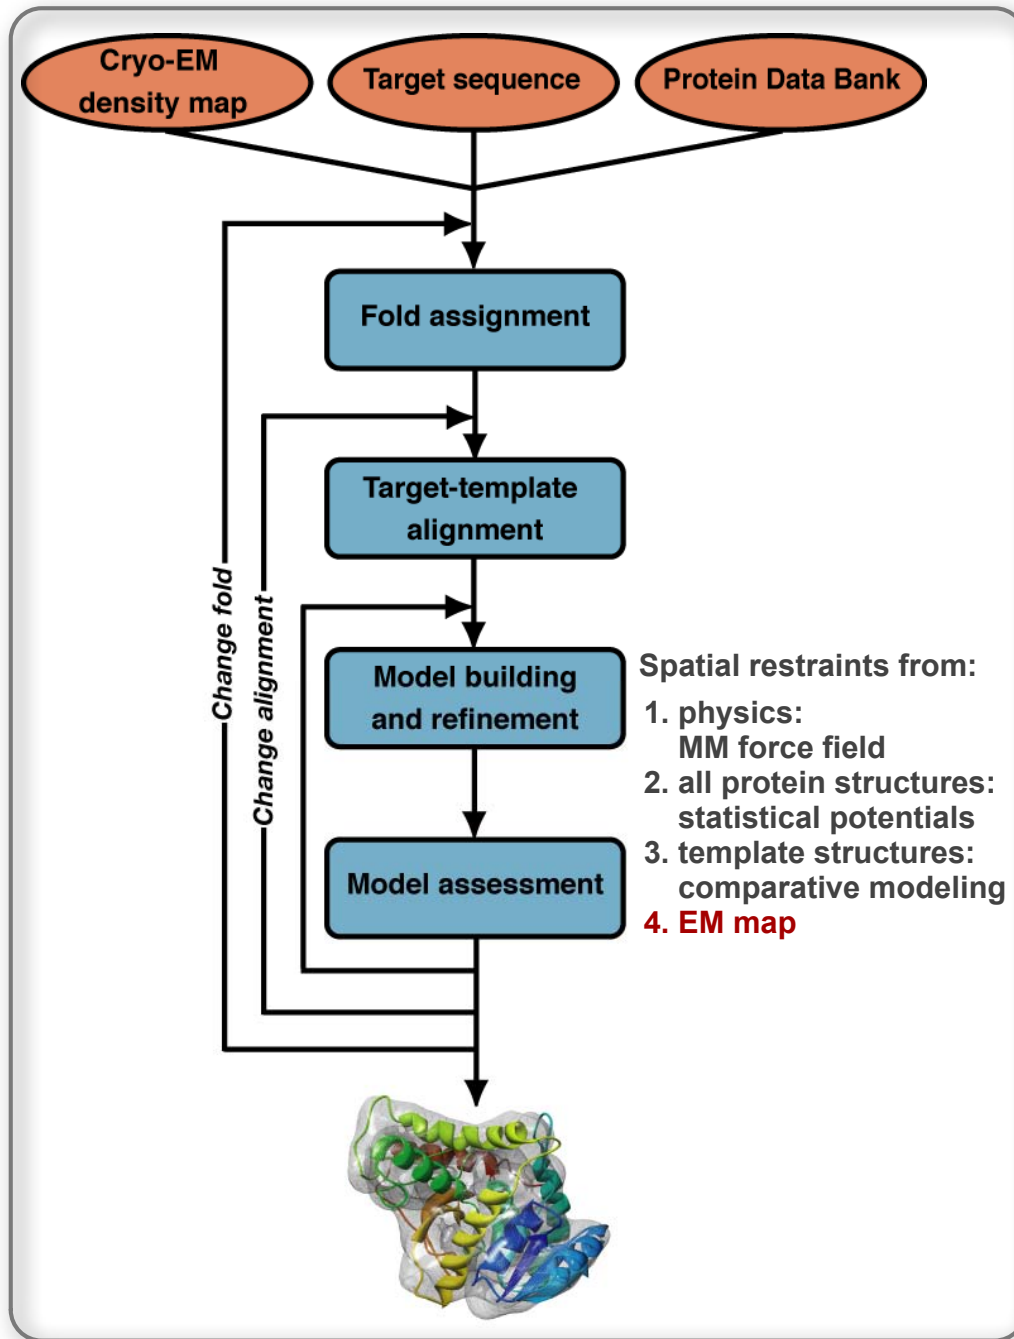 Cryo-EM
density map
Target sequence
Protein Data Bank
Fold assignment
Target-template
alignment
Change fold
Change alignment
Model building
and refinement
Spatial restraints from:
1. physics:
MM force field
2. all protein structures:
statistical potentials
3. template structures:
comparative modeling
4. EM map
Model assessment